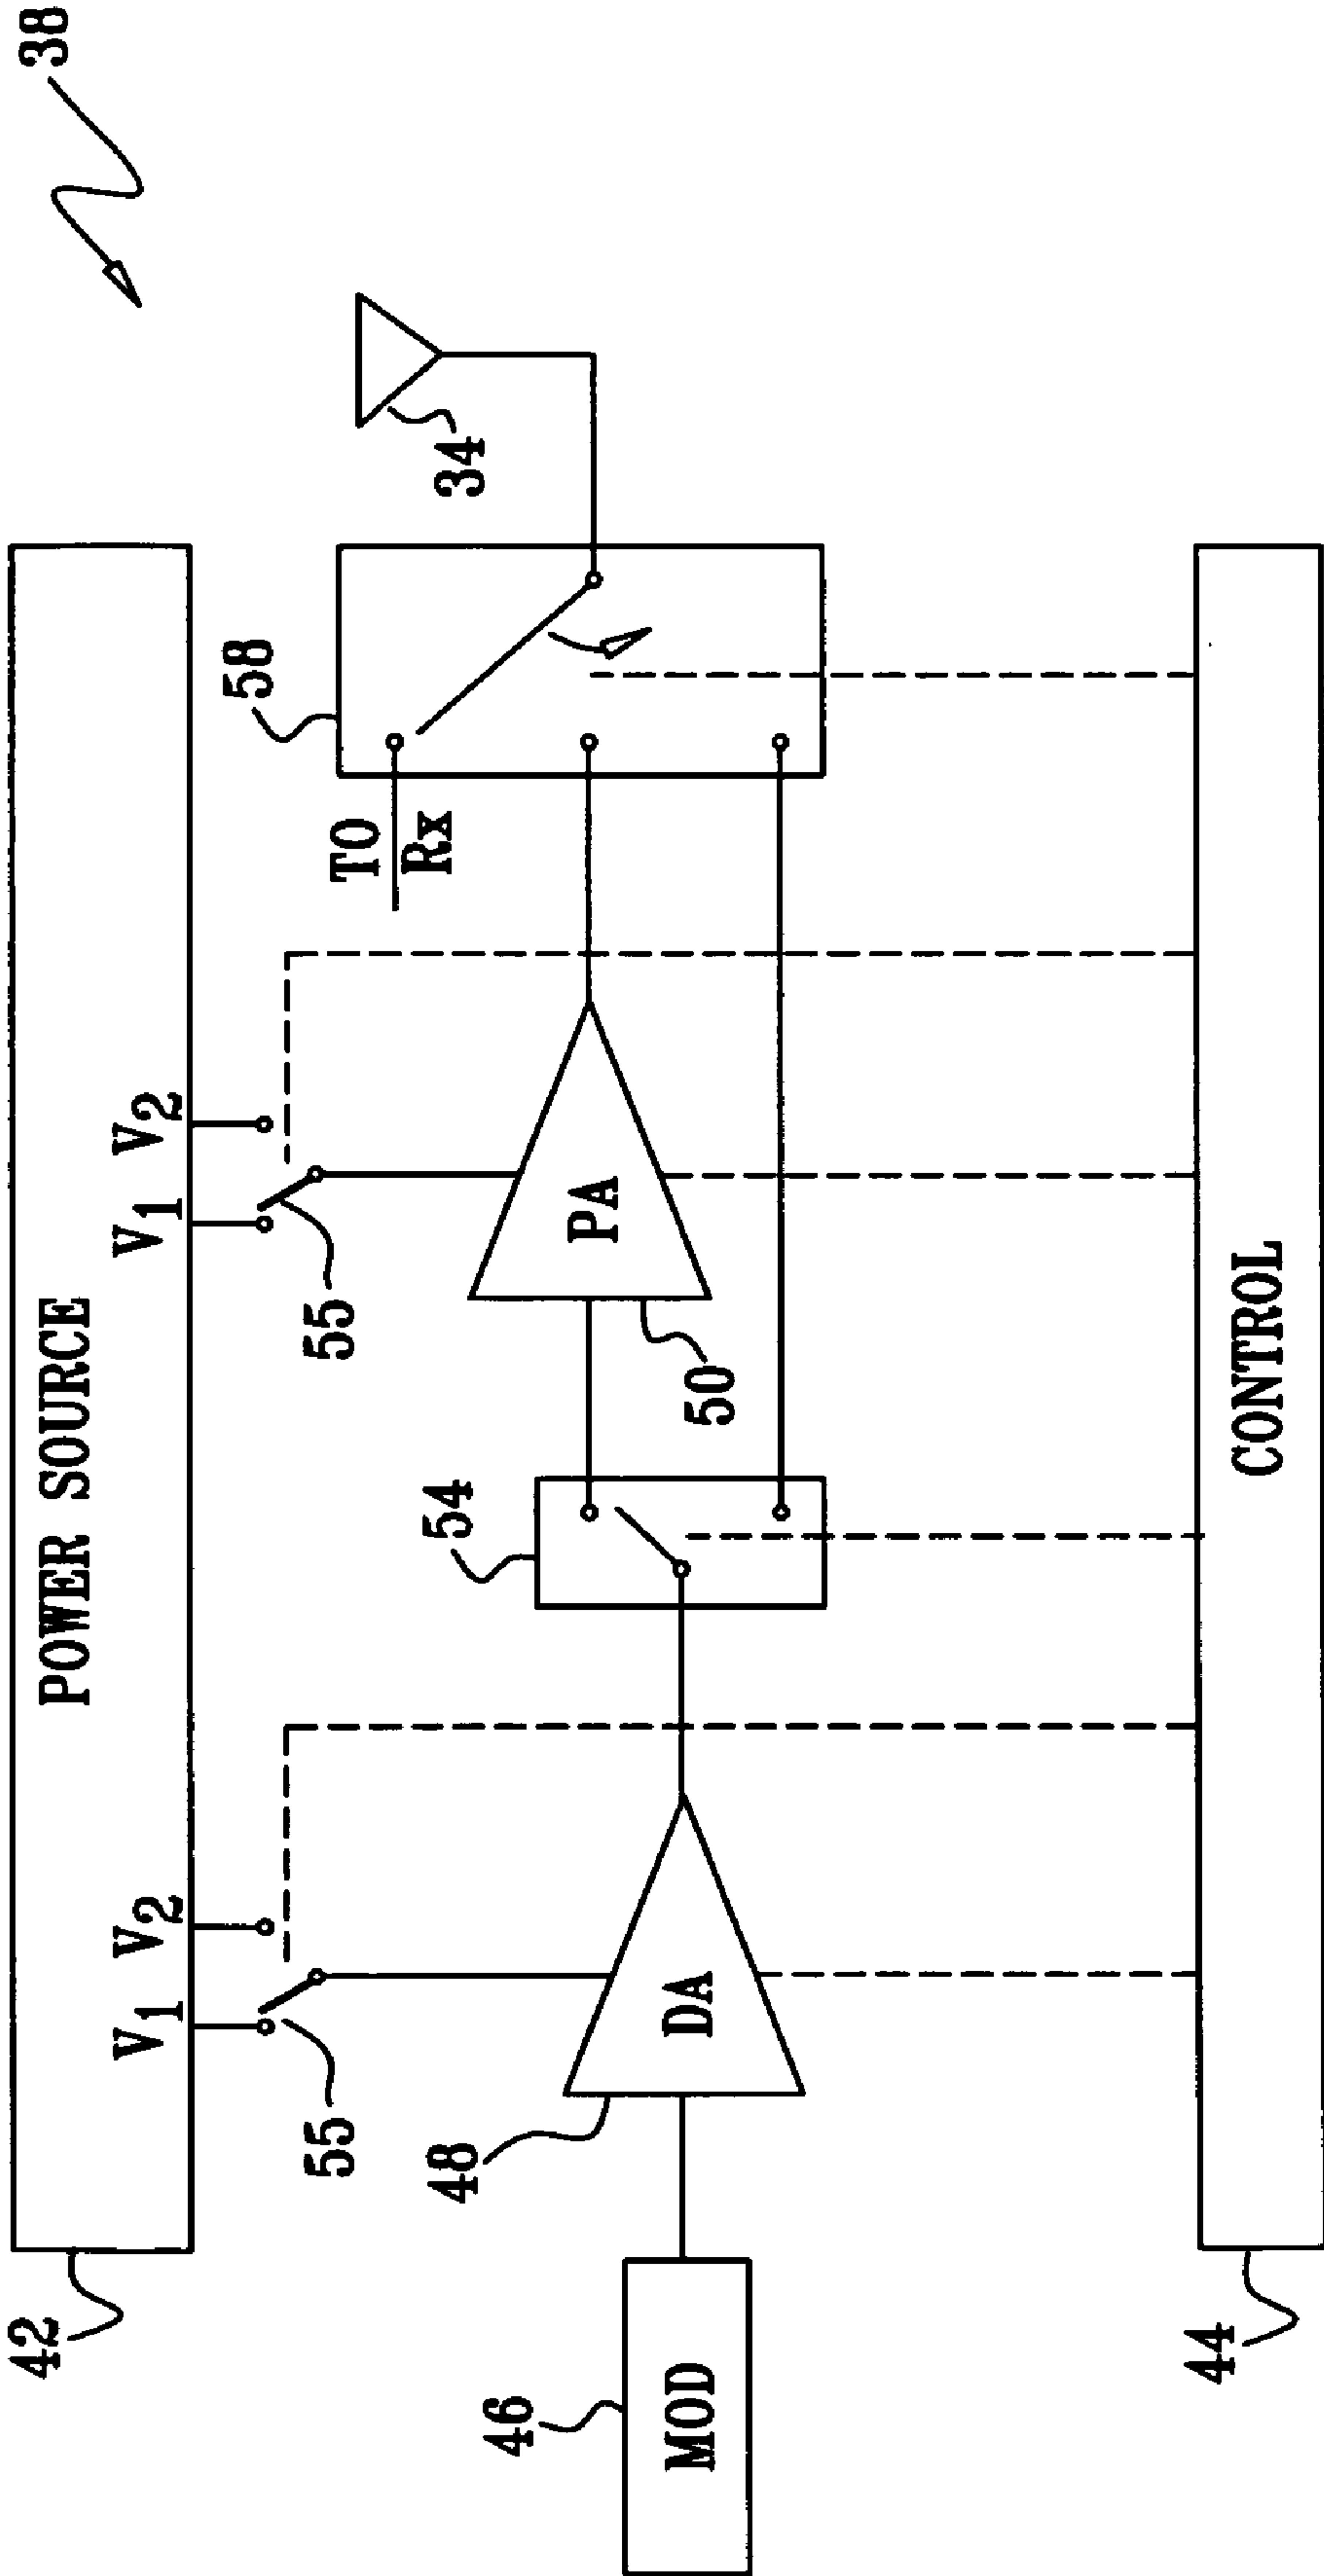 38
POWER SOURCE
42
V1 V2
V1 V2
55
55
58
TO
Rx
34
MOD
46
DA
48
54
PA
50
CONTROL
44